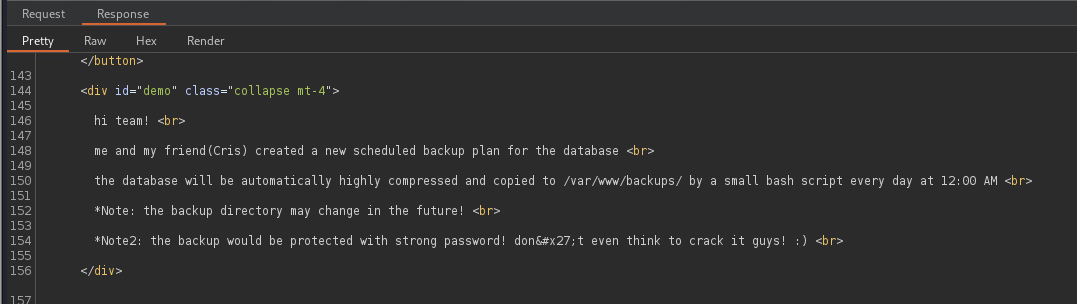 Request Response
Pretty Raw Hex Render
</button>
143
144 <div id="demo" class="collapse mt-4">
145
146 hi team! <br>
147
148 me and my friend(Cris) created a new scheduled backup plan for the database <br>
149
150 the database will be automatically highly compressed and copied to /var/www/backups/ by a small bash script every day at 12:00 AM <br>
151
152 *Note: the backup directory may change in the future! <br>
153
154 *Note2: the backup would be protected with strong password! don&#x27;t even think to crack it guys! :) <br>
155
156 </div>
157